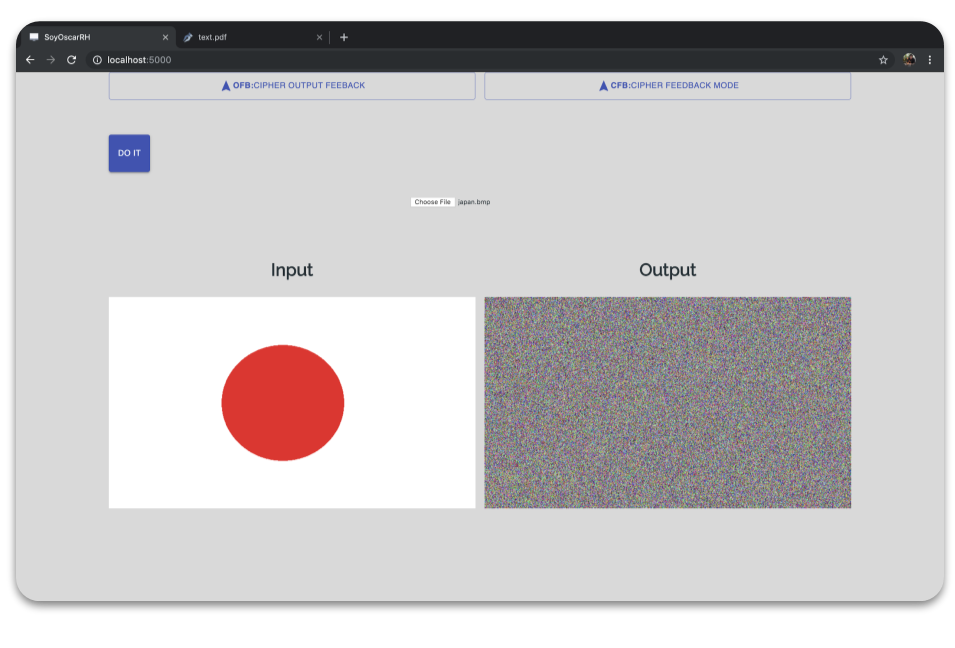 SoyOscarRH
text.pdf
localhost:5000
OFB:CIPHER OUTPUT FEEBACK
CFB:CIPHER FEEDBACK MODE
DO IT
Choose File japan.bmp
Input
Output